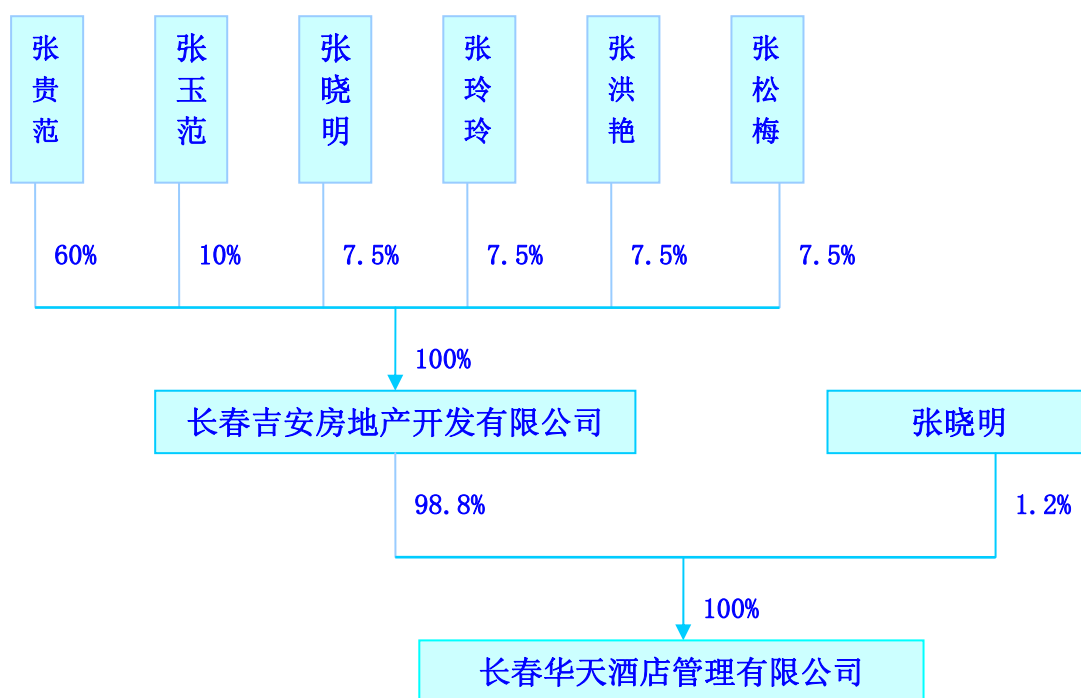 张贵范
张玉范
张晓明
张玲玲
张洪艳
张松梅
60%
10%
7.5%
7.5%
7.5%
7.5%
100%
长春吉安房地产开发有限公司
张晓明
98.8%
1.2%
100%
长春华天酒店管理有限公司